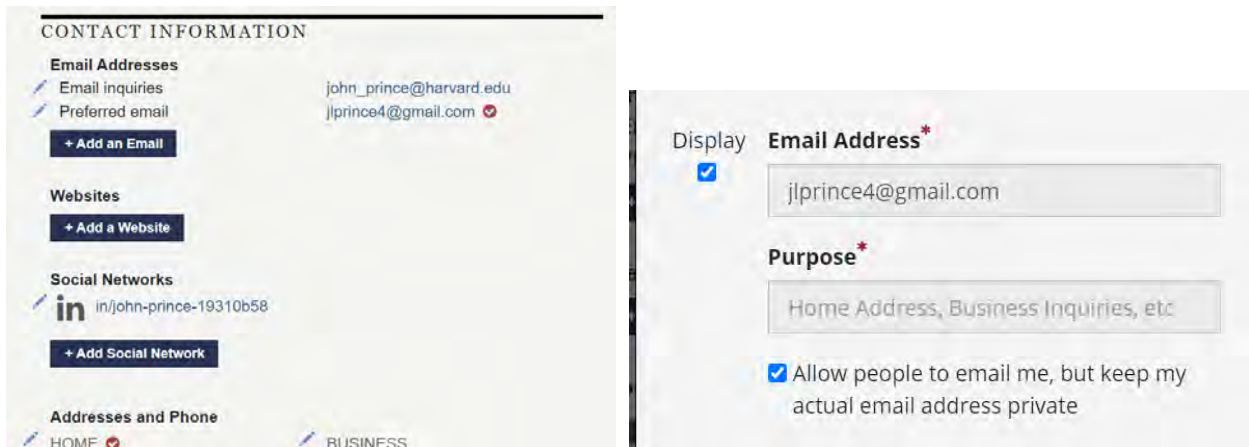 CONTACT INFORMATION
Email Addresses
Email inquiries john_prince@harvard.edu
Preferred email jlprince4@gmail.com
+ Add an Email
Websites
+ Add a Website
Social Networks
in in/john-prince-19310b58
+ Add Social Network
Addresses and Phone
HOME BUSINESS
Display Email Address*
jlprince4@gmail.com
Purpose*
Home Address, Business Inquiries, etc
Allow people to email me, but keep my
actual email address private